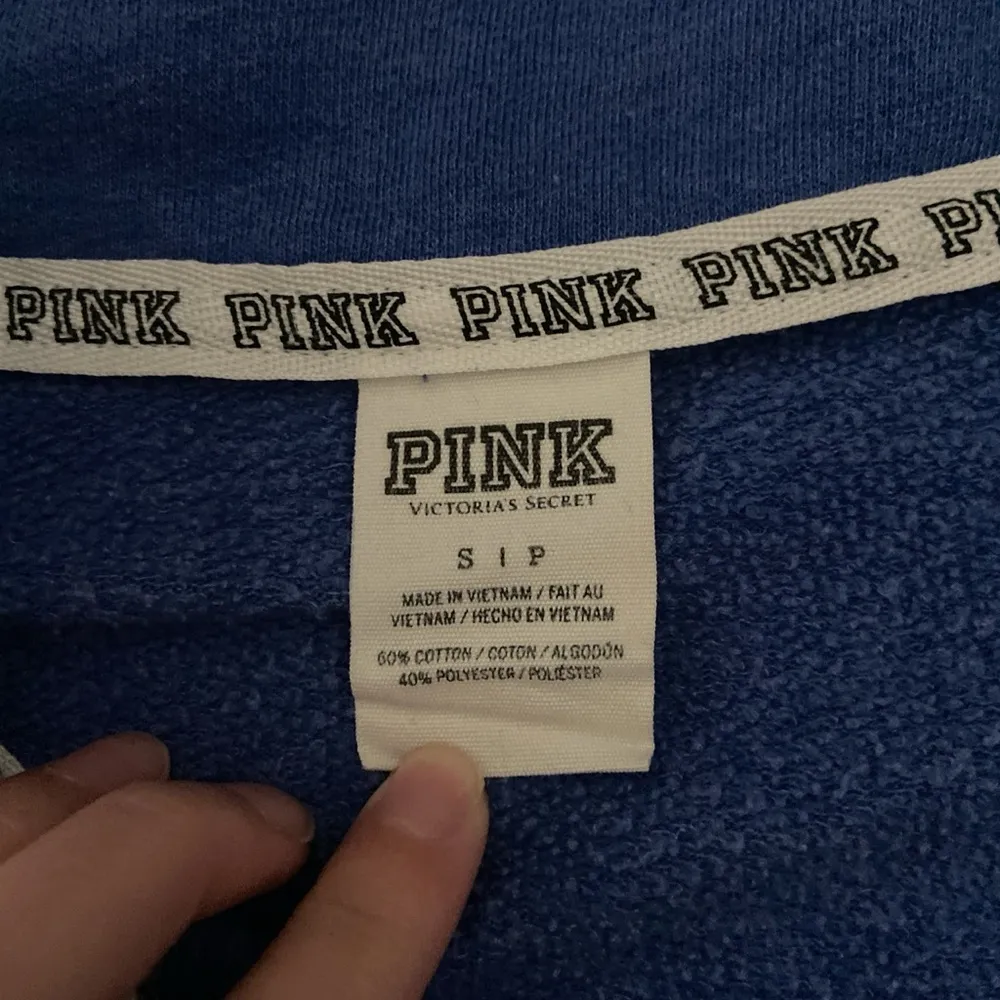 PINK PINK PINK PINK PI
PINK
VICTORIA'S SECRET
S | P
MADE IN VIETNAM / FAIT AU
VIETNAM / HECHO EN VIETNAM
60% COTTON / COTON / ALGODÓN
40% POLYESTER / POLIÉSTER